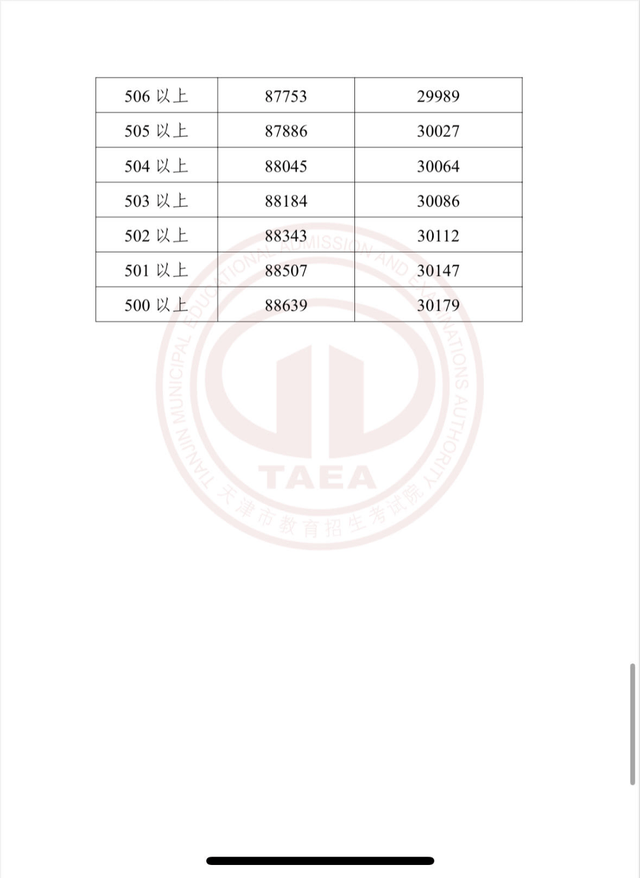 506 以上 87753 29989
505 以上 87886 30027
504 以上 88045 30064
503 以上 88184 30086
502 以上 88343 30112
501 以上 88507 30147
500 以上 88639 30179
TIANJIN MUNICIPAL EDUCATIONAL ADMISSION AND EXAMINATIONS AUTHORITY
TAEA
天津市教育招生考试院